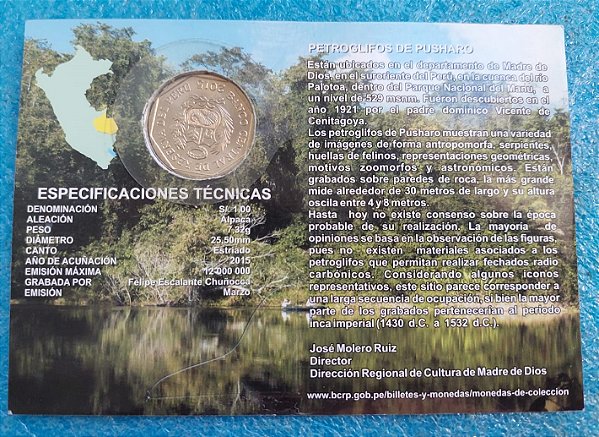 PETROGLIFOS DE PUSHARO
Están ubicados en el departamento de Madre de
Dios, en el suroriente del Perú, en la cuenca del río
Palotoa, dentro del Parque Nacional del Manú, a
un nivel de 529 msnm. Fueron descubiertos en el
año 1921 por el padre dominico Vicente de
Cenitagoya.
Los petroglifos de Pusharo muestran una variedad
de imágenes de forma antropomorfa, serpientes,
huellas de felinos, representaciones geométricas,
motivos zoomorfos y astronómicos. Están
grabados sobre paredes de roca, la más grande
mide alrededor de 30 metros de largo y su altura
oscila entre 4 y 8 metros.
Hasta hoy no existe consenso sobre la época
probable de su realización. La mayoría de
opiniones se basa en la observación de las figuras,
pues no existen materiales asociados a los
petroglifos que permitan realizar fechados radio
carbónicos. Considerando algunos iconos
representativos, este sitio parece corresponder a
una larga secuencia de ocupación, si bien la mayor
parte de los grabados pertenecerían al período
inca imperial (1430 d.C. a 1532 d.C.).
José Molero Ruiz
Director
Dirección Regional de Cultura de Madre de Dios
www.bcrp.gob.pe/billetes-y-monedas/monedas-de-coleccion
ESPECIFICACIONES TÉCNICAS
DENOMINACIÓN S/. 1.00
ALEACIÓN Alpaca
PESO 7.32g
DIÁMETRO 25.50mm
CANTO Estriado
AÑO DE ACUÑACIÓN 2015
EMISIÓN MÁXIMA 12 000 000
GRABADA POR Felipe Escalante Chuñocca
EMISIÓN Marzo